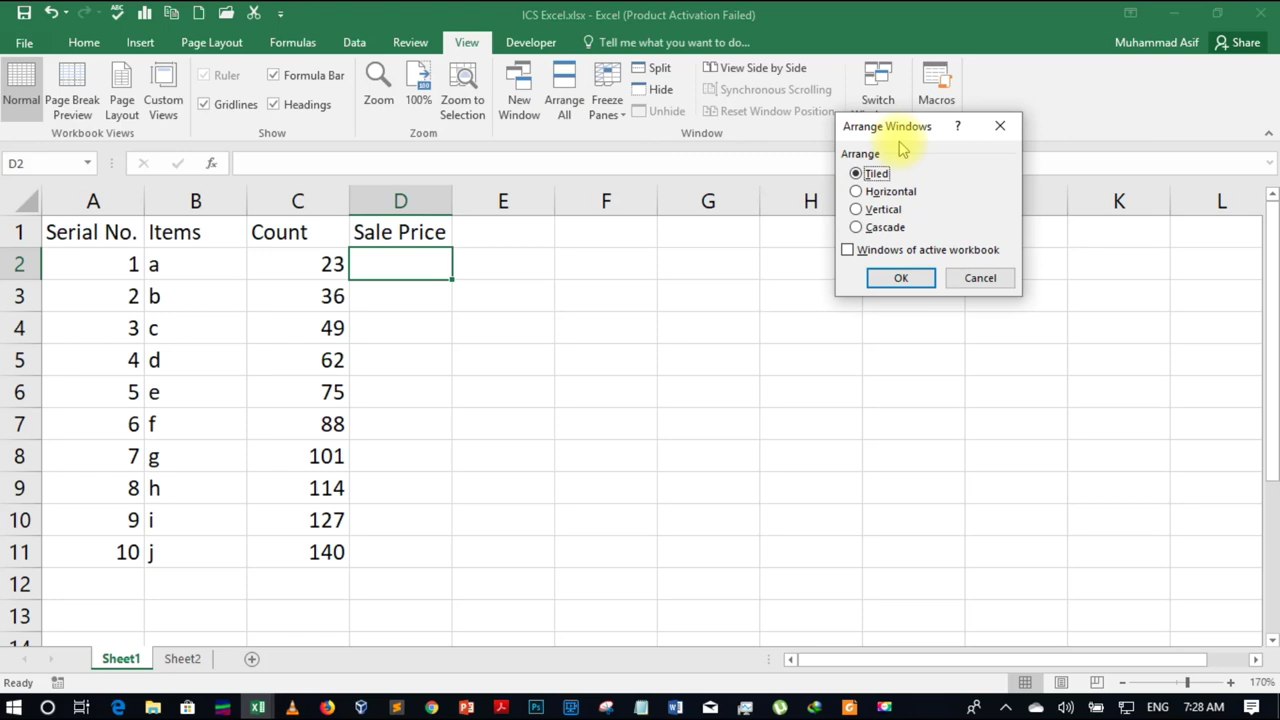 ICS Excel.xlsx - Excel (Product Activation Failed)
File Home Insert Page Layout Formulas Data Review View Developer Tell me what you want to do... Muhammad Asif Share
Normal
Page Break
Preview
Page
Layout
Custom
Views
Workbook Views
Ruler
Formula Bar
Gridlines
Headings
Show
Zoom
100%
Zoom to
Selection
Zoom
New
Window
Arrange
All
Freeze
Panes
Split
Hide
Unhide
View Side by Side
Synchronous Scrolling
Reset Window Position
Window
Switch
Macros
Arrange Windows ?
Arrange
Tiled
Horizontal
Vertical
Cascade
Windows of active workbook
OK Cancel
D2 fx
A B C D E F G H K L
1 Serial No. Items Count Sale Price
2 1 a 23
3 2 b 36
4 3 c 49
5 4 d 62
6 5 e 75
7 6 f 88
8 7 g 101
9 8 h 114
10 9 i 127
11 10 j 140
12
13
Sheet1 Sheet2
Ready 170%
ENG 7:28 AM